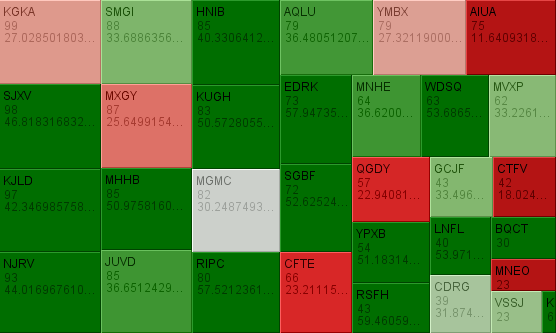 KGKA
99
27.028501803...
SMGI
88
33.6886356...
HNIB
85
40.3306412...
AQLU
79
36.48051207...
YMBX
79
27.32119000...
AIUA
75
11.6409318...
SJXV
98
46.818316832...
MXGY
87
25.6499154...
KUGH
83
50.5728055...
EDRK
73
57.94735...
MNHE
64
36.6200...
WDSQ
63
53.6865...
MVXP
62
33.2261...
KJLD
97
42.346985758...
MHHB
85
50.9758160...
MGMC
82
30.2487493...
SGBF
72
52.62524...
QGDY
57
22.94081...
GCJF
43
33.496...
CTFV
42
18.024...
NJRV
93
44.016967610...
JUVD
85
36.6512429...
RIPC
80
57.5212361...
CFTE
66
23.21115...
YPXB
54
51.18314...
LNFL
40
53.971...
BQCT
30
RSFH
43
59.46059...
CDRG
39
31.874...
MNEO
23
VSSJ
23